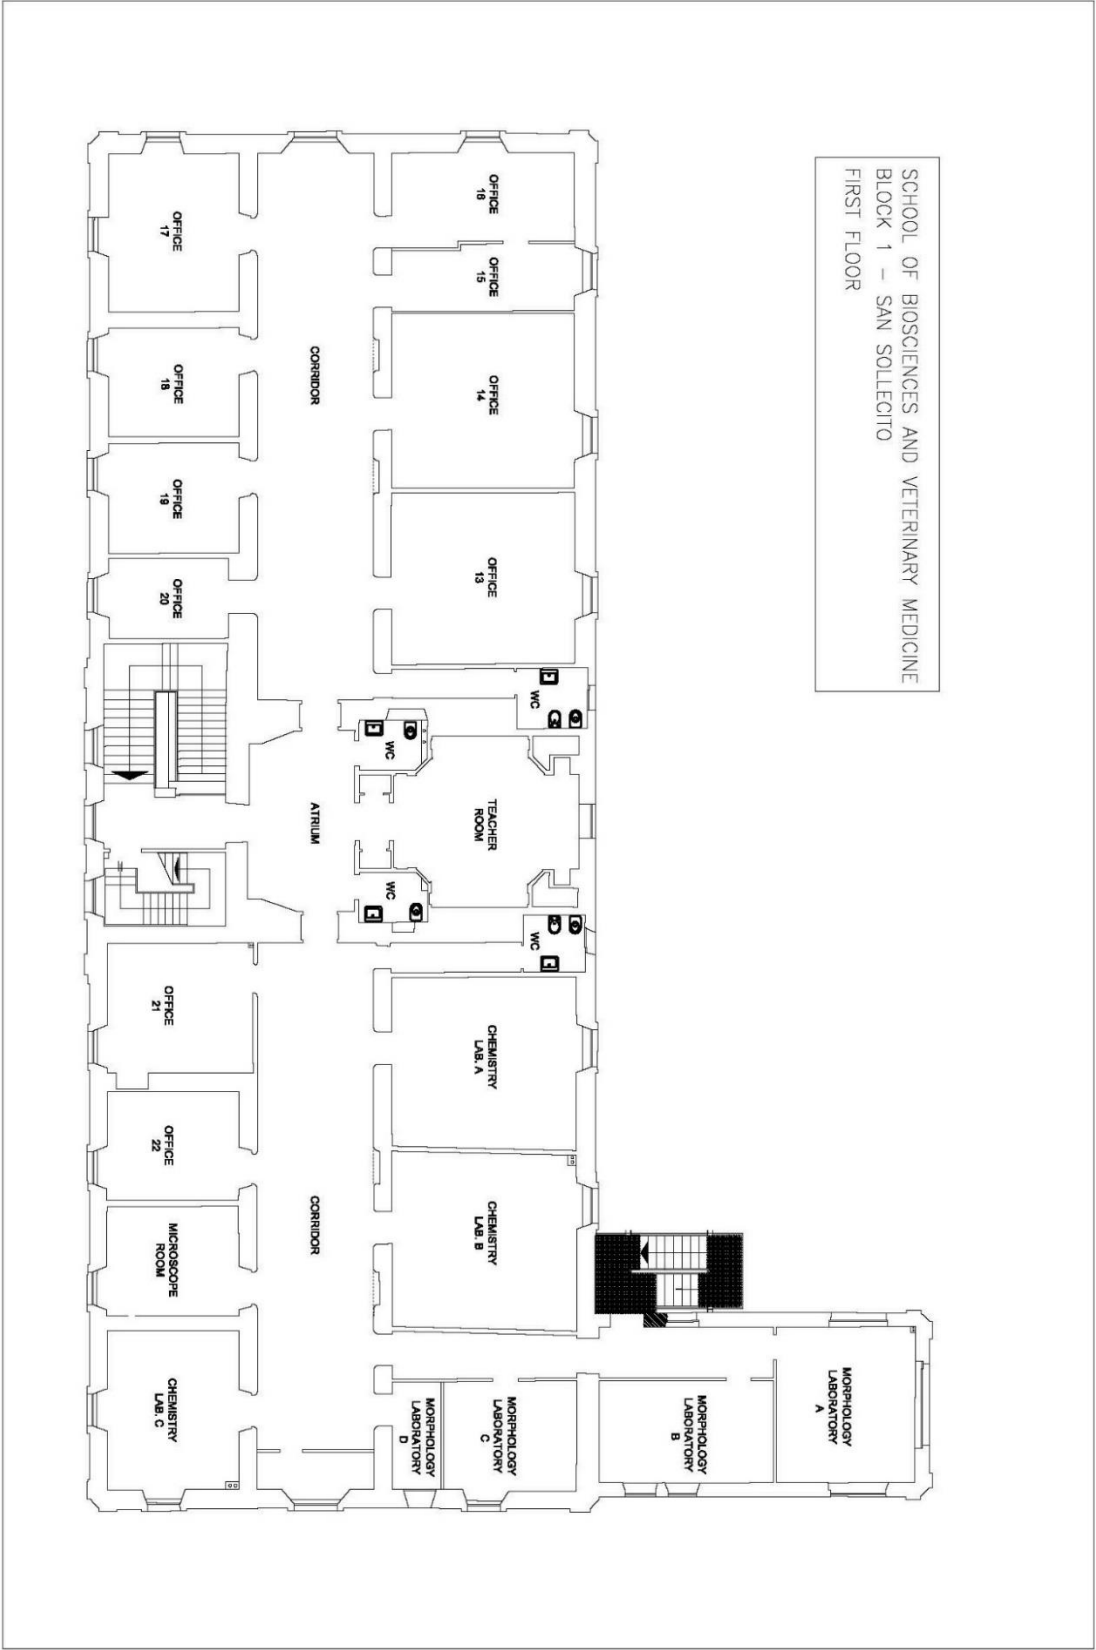 SCHOOL OF BIOSCIENCES AND VETERINARY MEDICINE
BLOCK 1 - SAN SOLLECITO
FIRST FLOOR
OFFICE
16
OFFICE
15
OFFICE
14
OFFICE
13
WC
WC
TEACHER
ROOM
WC
WC
CHEMISTRY
LAB. A
CHEMISTRY
LAB. B
MORPHOLOGY
LABORATORY
A
MORPHOLOGY
LABORATORY
B
MORPHOLOGY
LABORATORY
C
MORPHOLOGY
LABORATORY
D
CORRIDOR
ATRIUM
CORRIDOR
OFFICE
17
OFFICE
18
OFFICE
19
OFFICE
20
OFFICE
21
OFFICE
22
MICROSCOPE
ROOM
CHEMISTRY
LAB. C